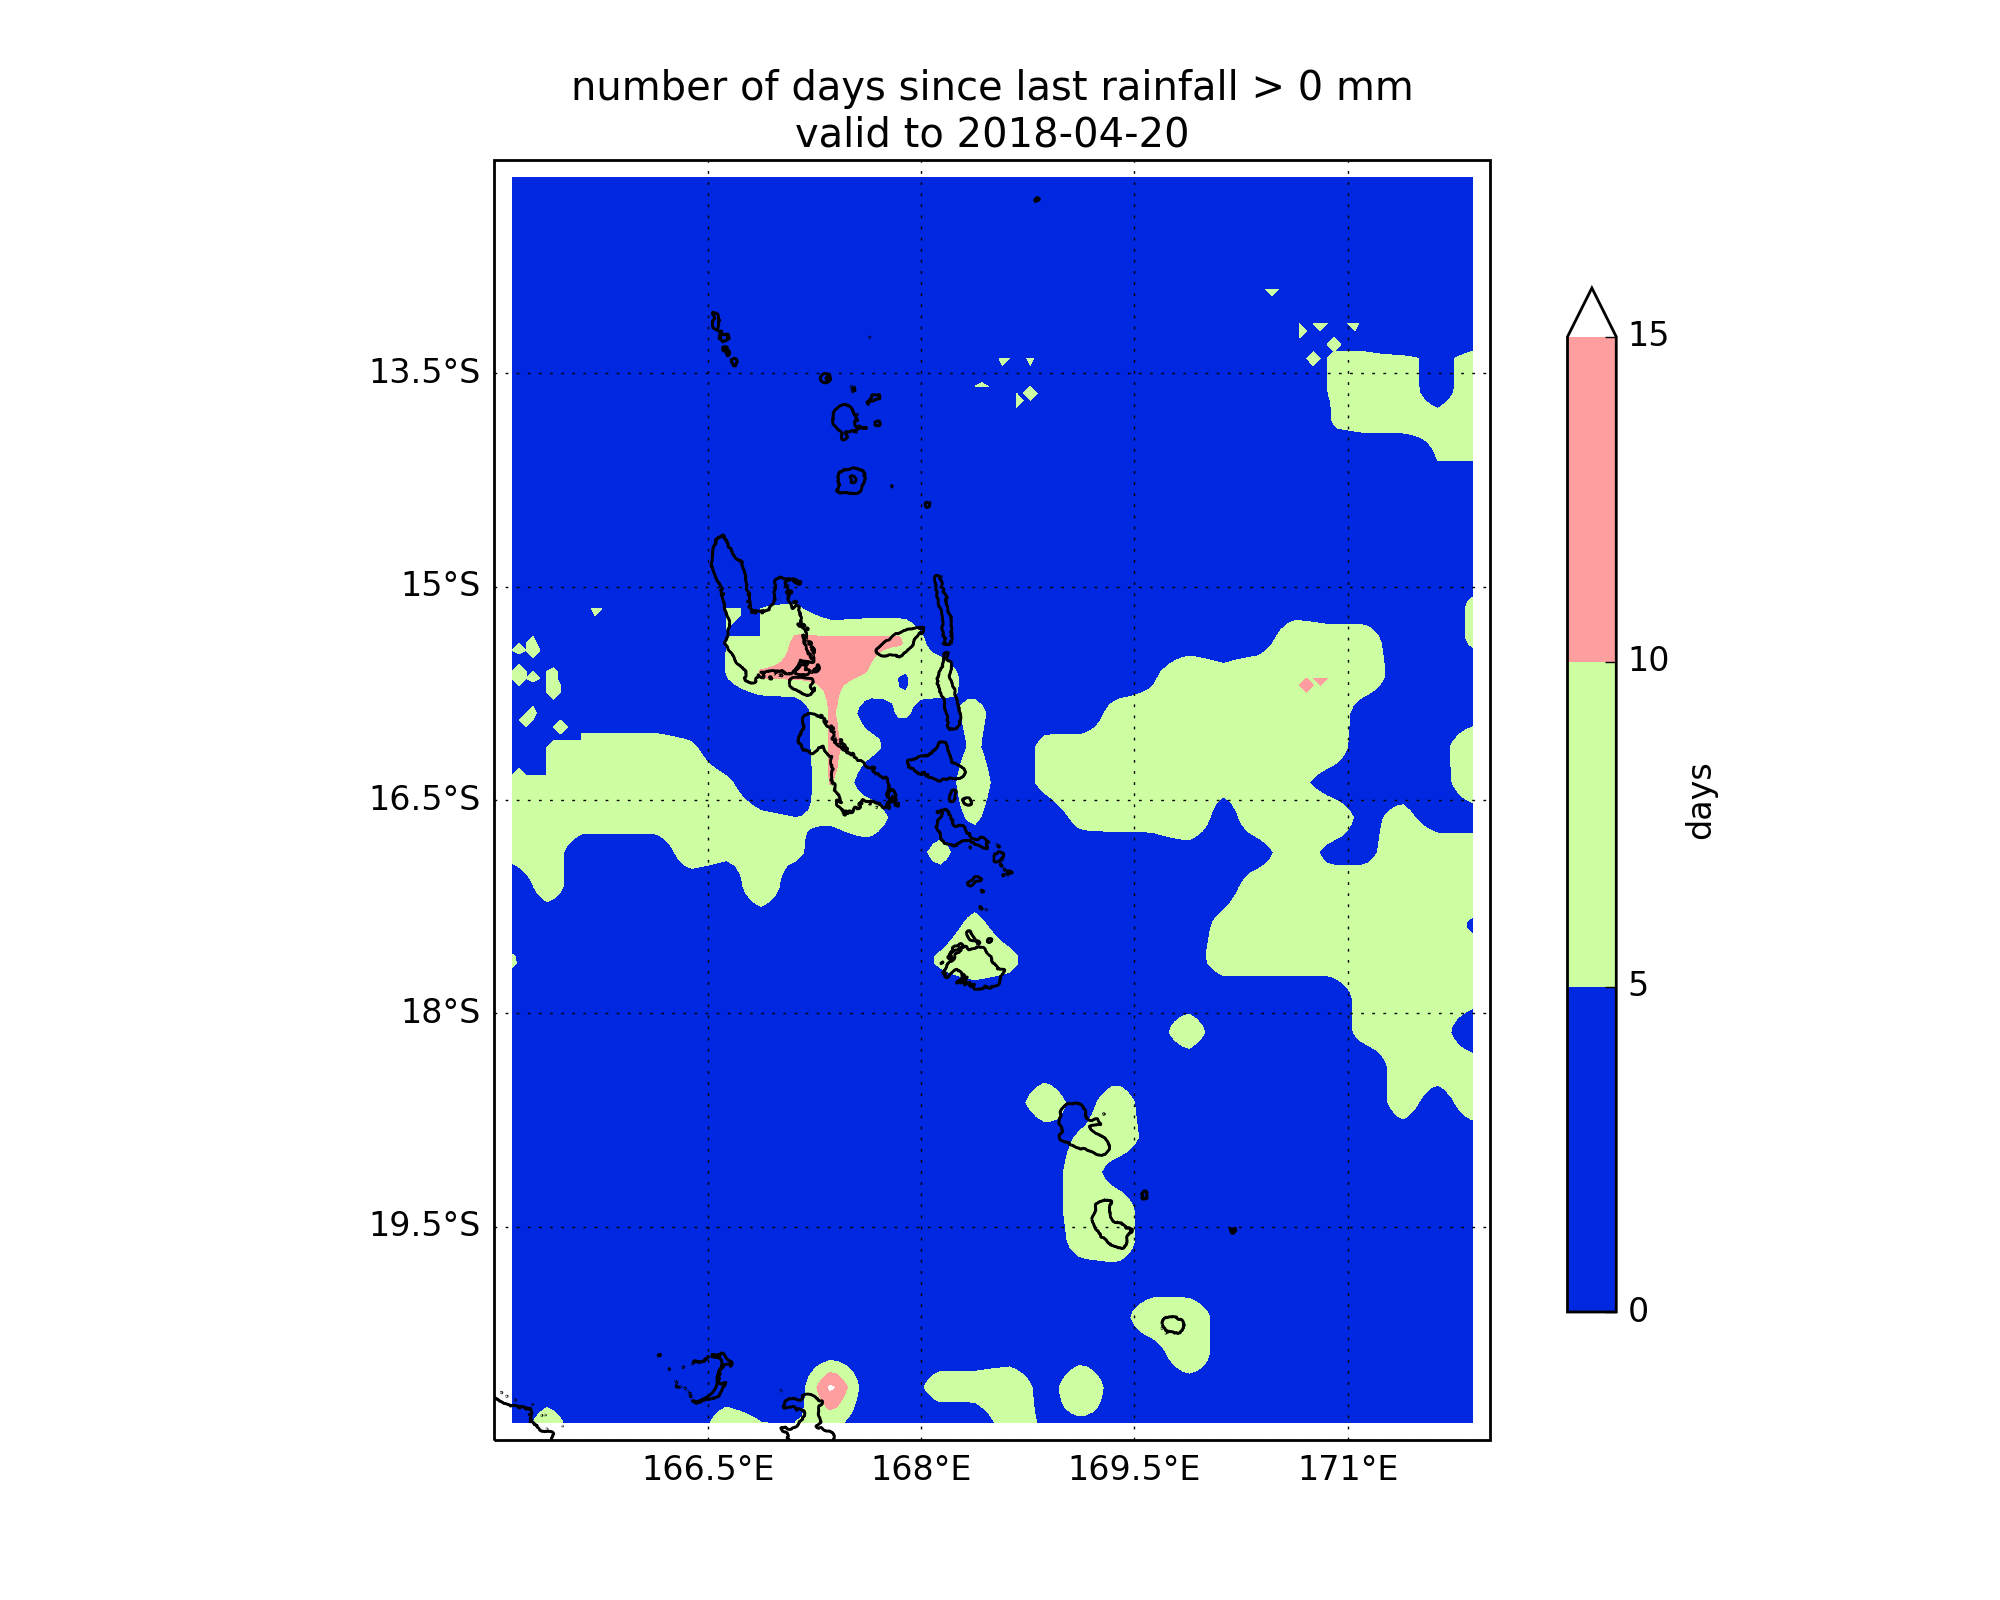 number of days since last rainfall > 0 mm
valid to 2018-04-20
13.5°S
15°S
16.5°S
18°S
19.5°S
166.5°E
168°E
169.5°E
171°E
15
10
5
0
days